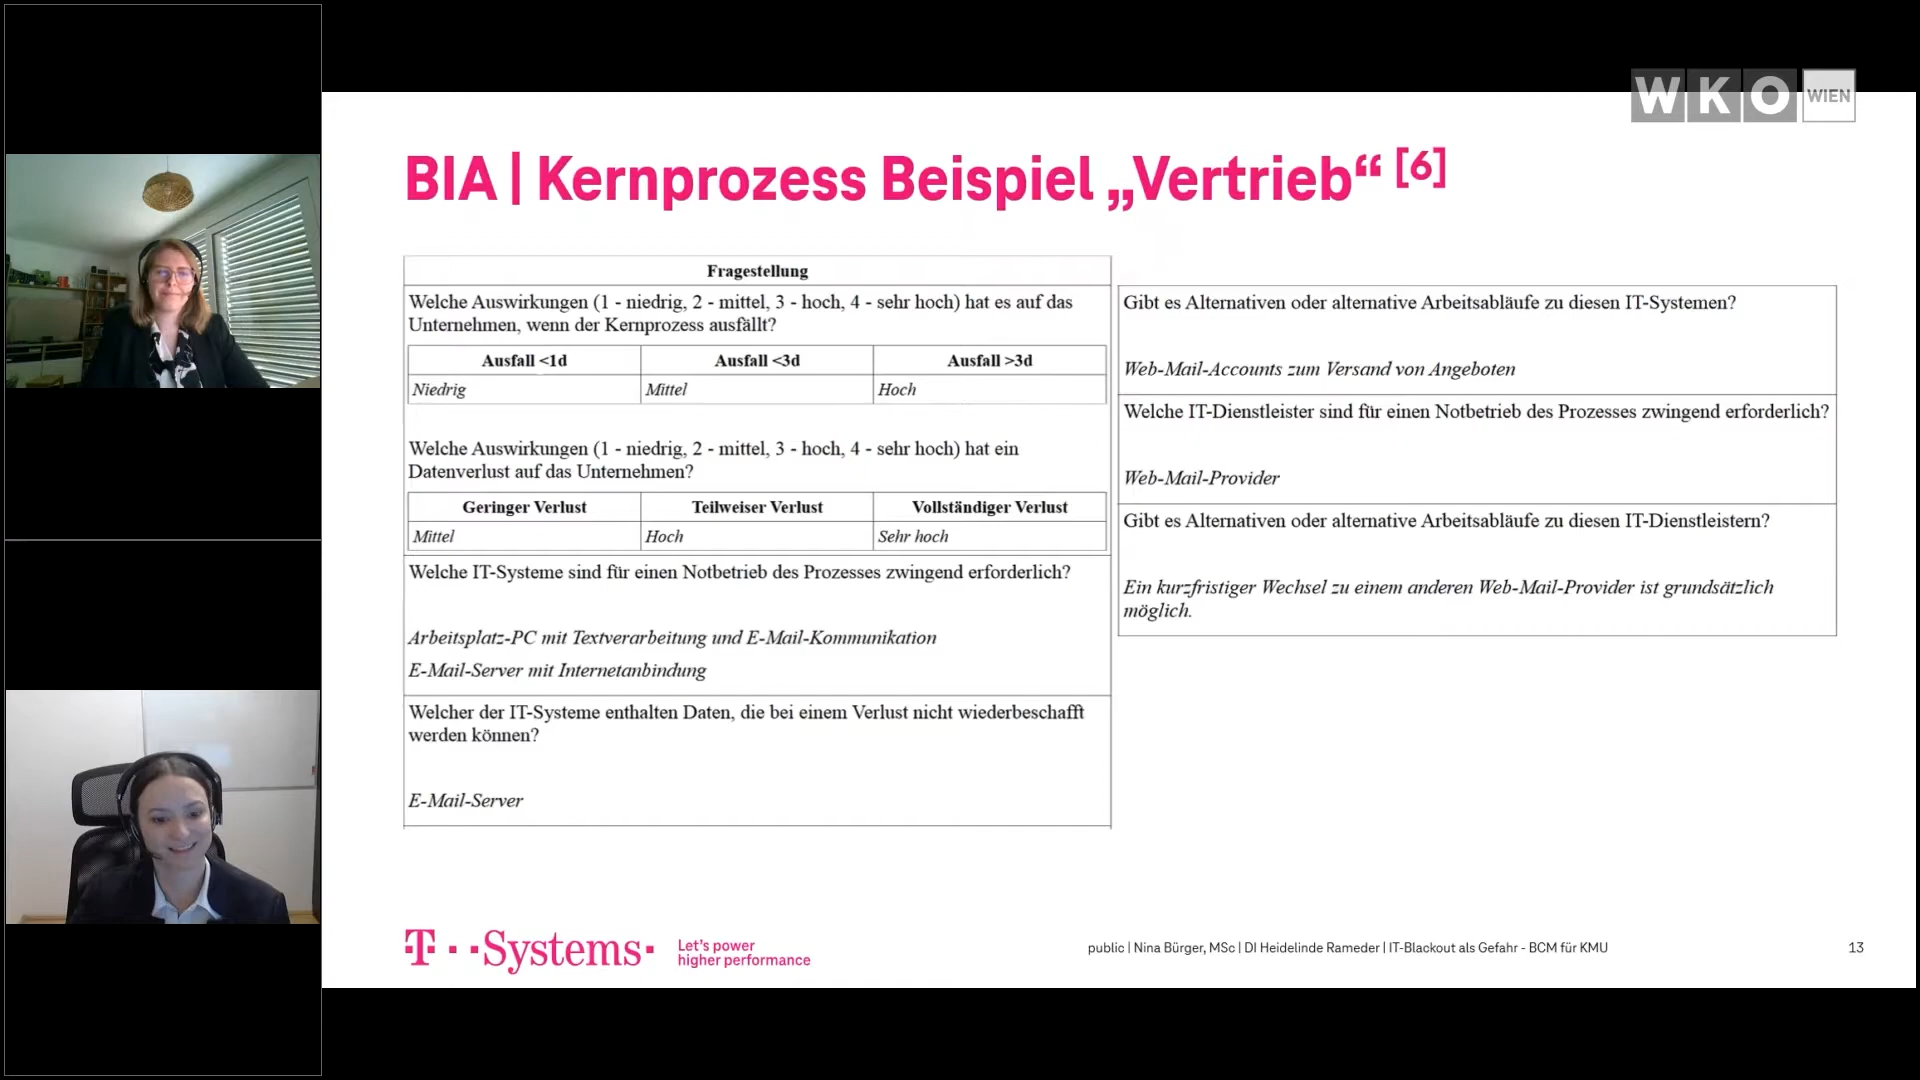 WKO WIEN
BIA | Kernprozess Beispiel „Vertrieb“ [6]
Fragestellung
Welche Auswirkungen (1 - niedrig, 2 - mittel, 3 - hoch, 4 - sehr hoch) hat es auf das
Unternehmen, wenn der Kernprozess ausfällt?
Ausfall <1d Ausfall <3d Ausfall >3d
Niedrig Mittel Hoch
Welche Auswirkungen (1 - niedrig, 2 - mittel, 3 - hoch, 4 - sehr hoch) hat ein
Datenverlust auf das Unternehmen?
Geringer Verlust Teilweiser Verlust Vollständiger Verlust
Mittel Hoch Sehr hoch
Welche IT-Systeme sind für einen Notbetrieb des Prozesses zwingend erforderlich?
Arbeitsplatz-PC mit Textverarbeitung und E-Mail-Kommunikation
E-Mail-Server mit Internetanbindung
Welcher der IT-Systeme enthalten Daten, die bei einem Verlust nicht wiederbeschafft
werden können?
E-Mail-Server
Gibt es Alternativen oder alternative Arbeitsabläufe zu diesen IT-Systemen?
Web-Mail-Accounts zum Versand von Angeboten
Welche IT-Dienstleister sind für einen Notbetrieb des Prozesses zwingend erforderlich?
Web-Mail-Provider
Gibt es Alternativen oder alternative Arbeitsabläufe zu diesen IT-Dienstleistern?
Ein kurzfristiger Wechsel zu einem anderen Web-Mail-Provider ist grundsätzlich
möglich.
T··Systems·
Let's power
higher performance
public | Nina Bürger, MSc | DI Heidelinde Rameder | IT-Blackout als Gefahr - BCM für KMU
13